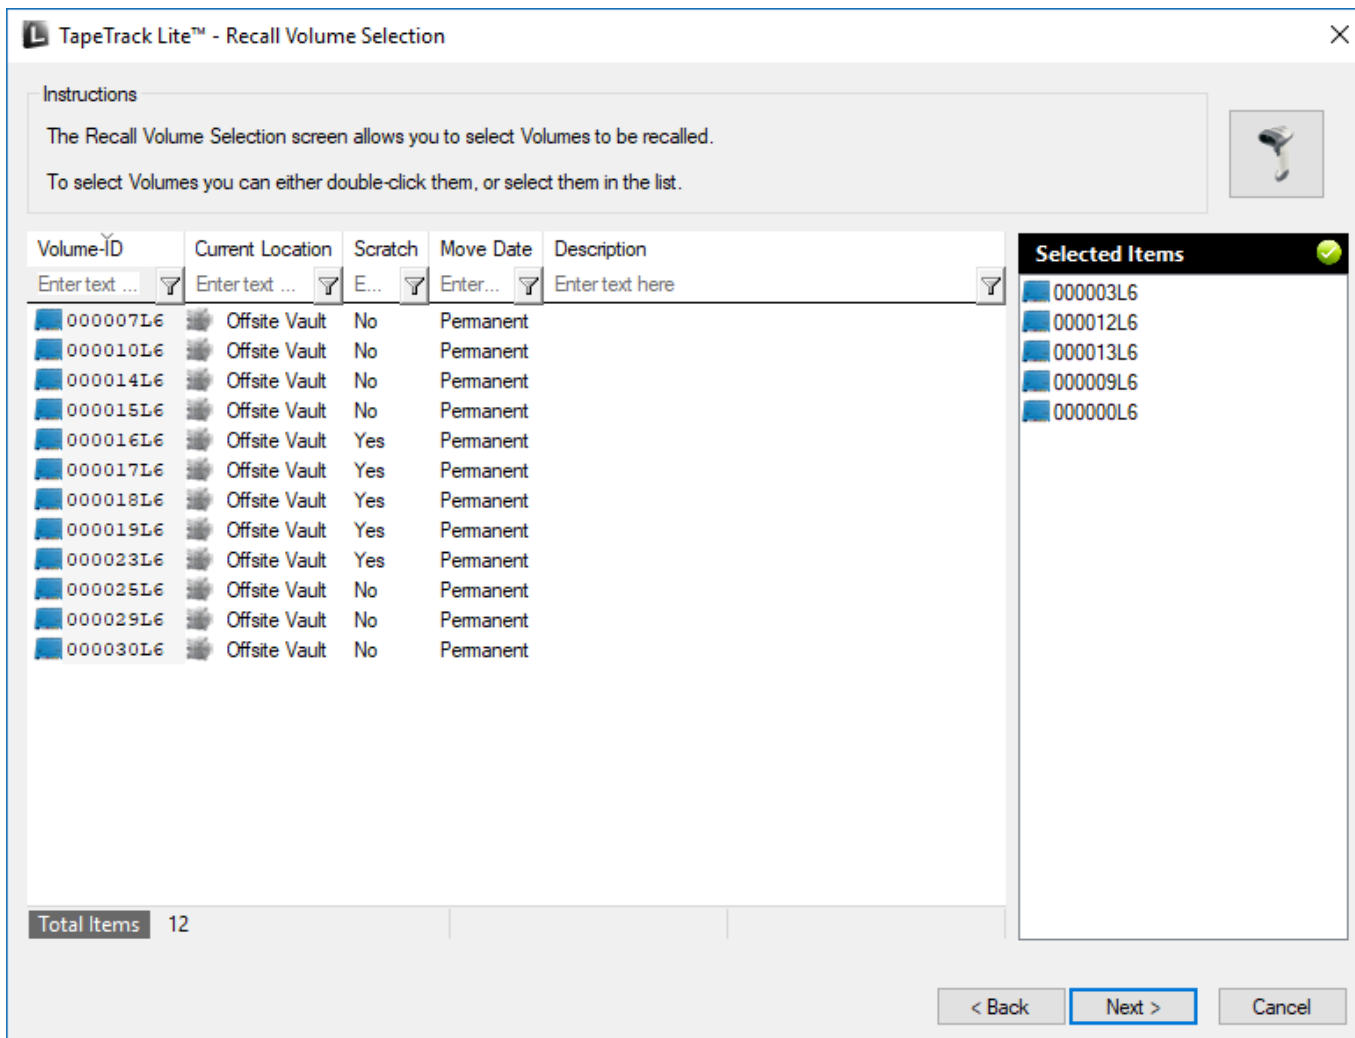 L TapeTrack Lite™ - Recall Volume Selection
Instructions
The Recall Volume Selection screen allows you to select Volumes to be recalled.
To select Volumes you can either double-click them, or select them in the list.
Volume-ID Current Location Scratch Move Date Description
Enter text ... Enter text ... E... Enter... Enter text here
000007L6 Offsite Vault No Permanent
000010L6 Offsite Vault No Permanent
000014L6 Offsite Vault No Permanent
000015L6 Offsite Vault No Permanent
000016L6 Offsite Vault Yes Permanent
000017L6 Offsite Vault Yes Permanent
000018L6 Offsite Vault Yes Permanent
000019L6 Offsite Vault Yes Permanent
000023L6 Offsite Vault Yes Permanent
000025L6 Offsite Vault No Permanent
000029L6 Offsite Vault No Permanent
000030L6 Offsite Vault No Permanent
Total Items 12
Selected Items
000003L6
000012L6
000013L6
000009L6
000000L6
< Back Next > Cancel